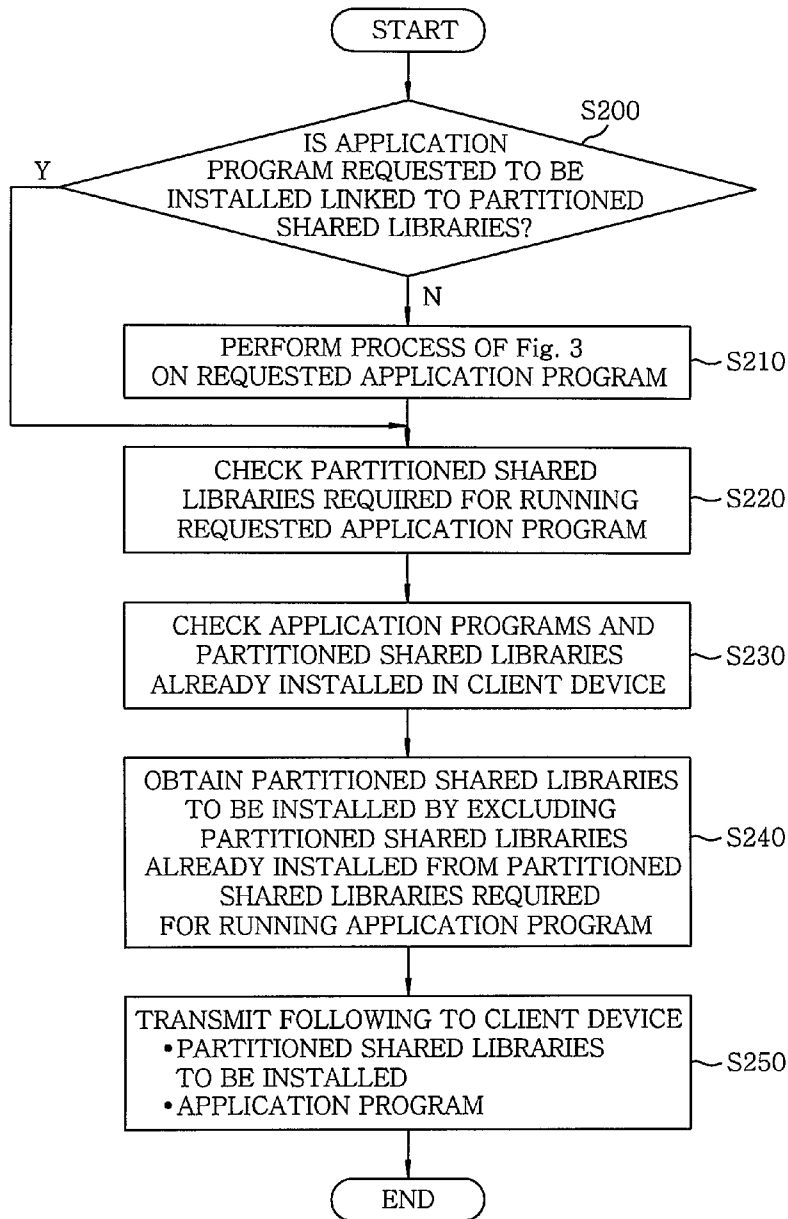 START
S200
IS APPLICATION
PROGRAM REQUESTED TO BE
INSTALLED LINKED TO PARTITIONED
SHARED LIBRARIES?
Y
N
PERFORM PROCESS OF Fig. 3
ON REQUESTED APPLICATION PROGRAM
S210
CHECK PARTITIONED SHARED
LIBRARIES REQUIRED FOR RUNNING
REQUESTED APPLICATION PROGRAM
S220
CHECK APPLICATION PROGRAMS AND
PARTITIONED SHARED LIBRARIES
ALREADY INSTALLED IN CLIENT DEVICE
S230
OBTAIN PARTITIONED SHARED LIBRARIES
TO BE INSTALLED BY EXCLUDING
PARTITIONED SHARED LIBRARIES
ALREADY INSTALLED FROM PARTITIONED
SHARED LIBRARIES REQUIRED
FOR RUNNING APPLICATION PROGRAM
S240
TRANSMIT FOLLOWING TO CLIENT DEVICE
•PARTITIONED SHARED LIBRARIES
TO BE INSTALLED
•APPLICATION PROGRAM
S250
END